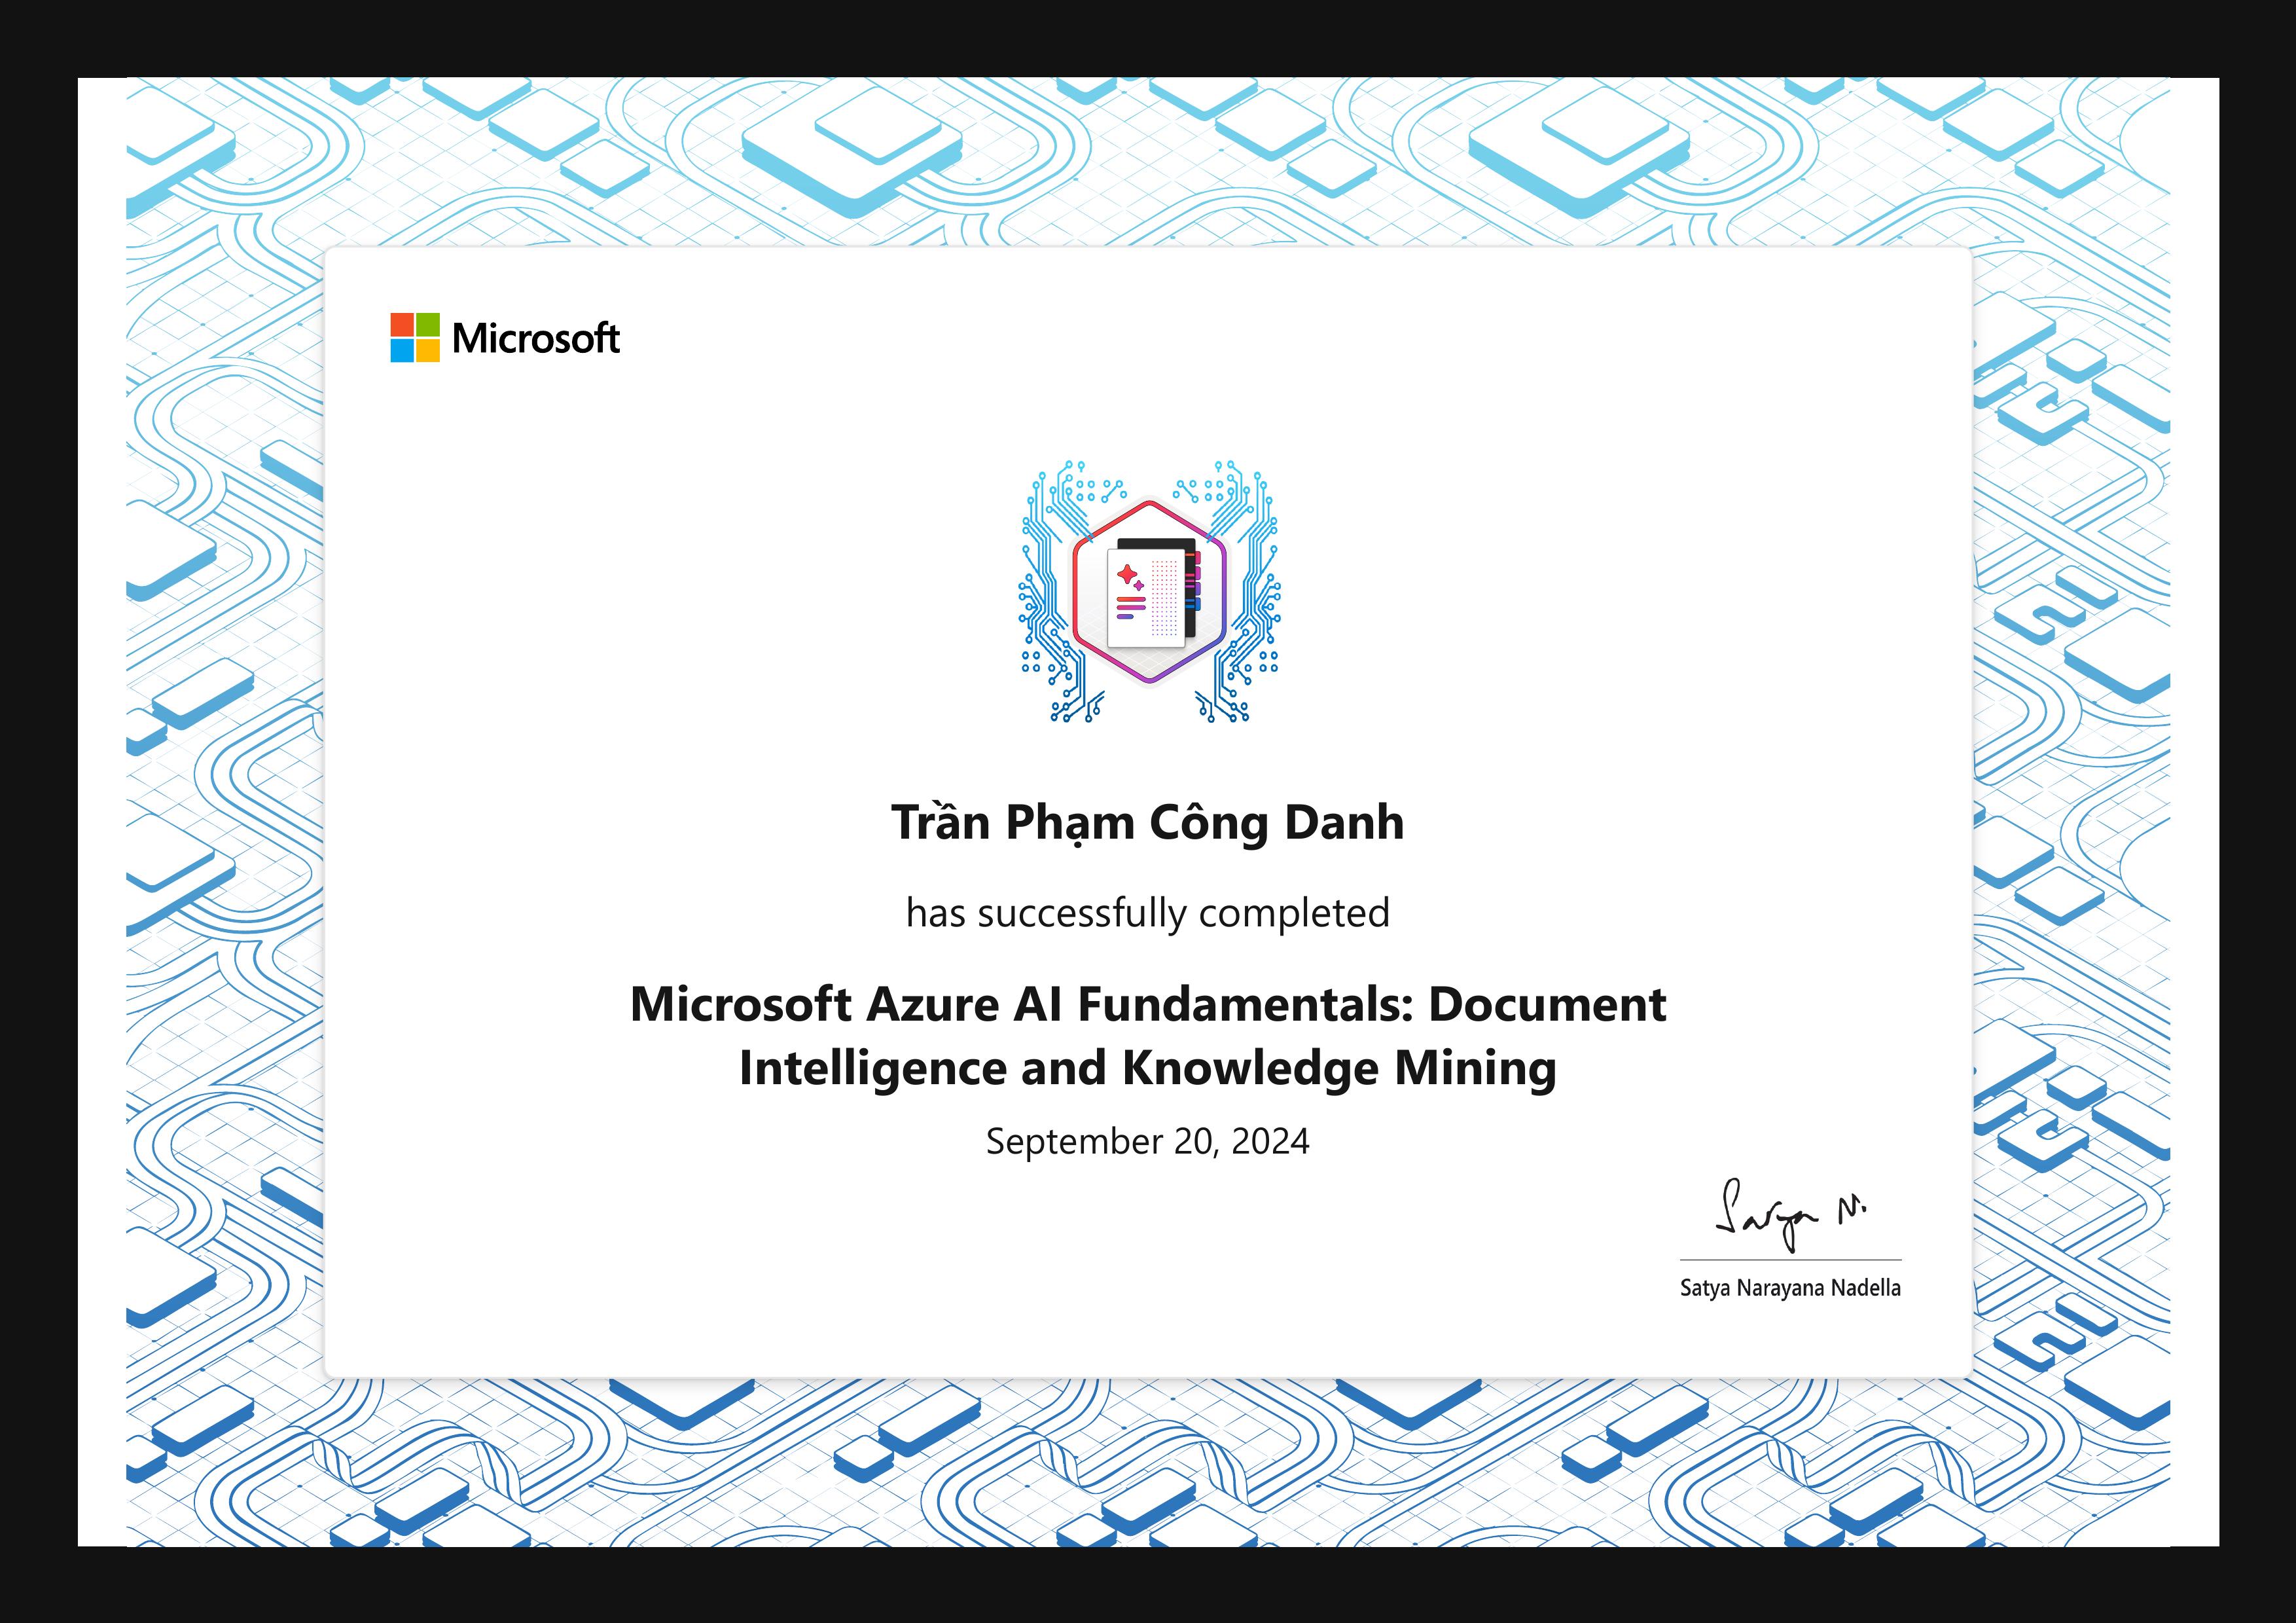 Microsoft
Trần Phạm Công Danh
has successfully completed
Microsoft Azure AI Fundamentals: Document
Intelligence and Knowledge Mining
September 20, 2024
Satya N.
Satya Narayana Nadella